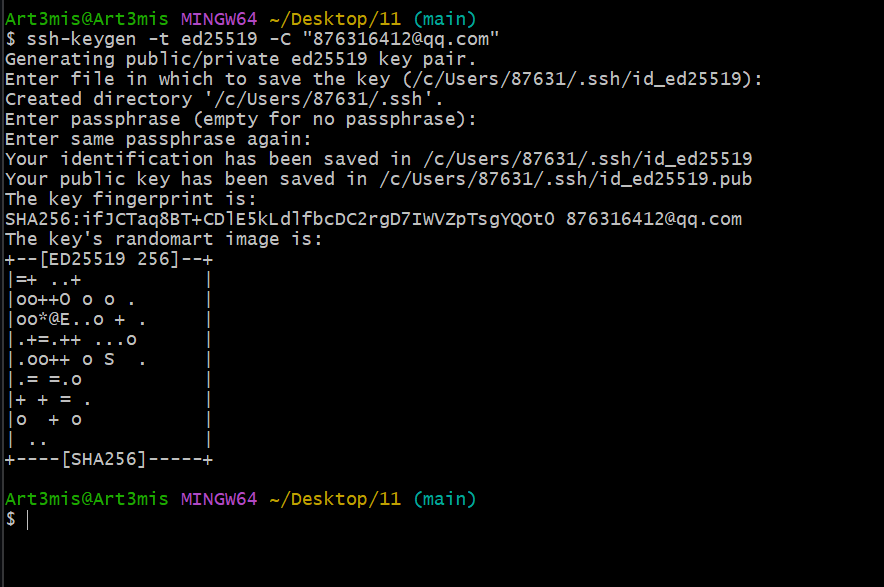 Art3mis@Art3mis MINGW64 ~/Desktop/11 (main)
$ ssh-keygen -t ed25519 -C "876316412@qq.com"
Generating public/private ed25519 key pair.
Enter file in which to save the key (/c/Users/87631/.ssh/id_ed25519):
Created directory '/c/Users/87631/.ssh'.
Enter passphrase (empty for no passphrase):
Enter same passphrase again:
Your identification has been saved in /c/Users/87631/.ssh/id_ed25519
Your public key has been saved in /c/Users/87631/.ssh/id_ed25519.pub
The key fingerprint is:
SHA256:ifJCTaq8BT+CDlE5kLdlfbcDC2rgD7IWVZpTsgYQOt0 876316412@qq.com
The key's randomart image is:
+--[ED25519 256]--+
|=+ ..+           |
|oo++O o o .      |
|oo*@E..o + .     |
|.+=.++ ...o      |
|.oo++ o S  .     |
|.= =.o           |
|+ + = .          |
|o  + o           |
| ..              |
+----[SHA256]-----+
Art3mis@Art3mis MINGW64 ~/Desktop/11 (main)
$